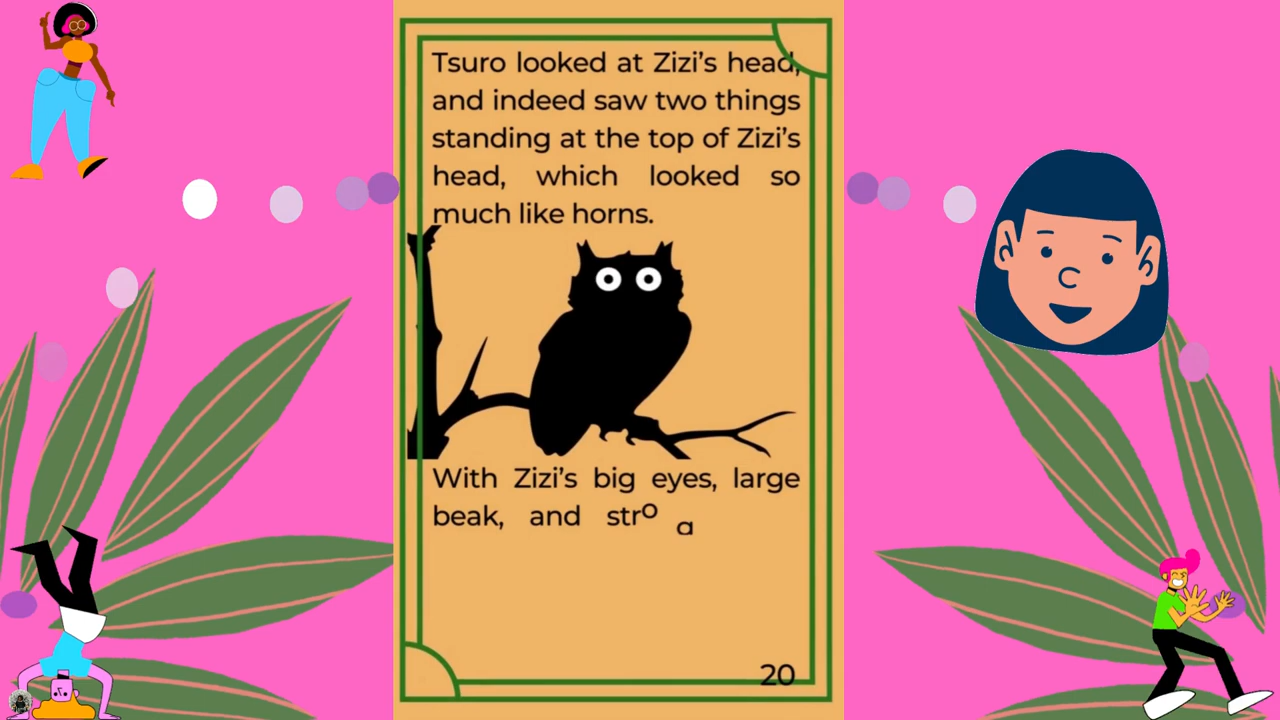 Tsuro looked at Zizi's head,
and indeed saw two things
standing at the top of Zizi's
head, which looked so
much like horns.
With Zizi's big eyes, large
beak, and stro a
20